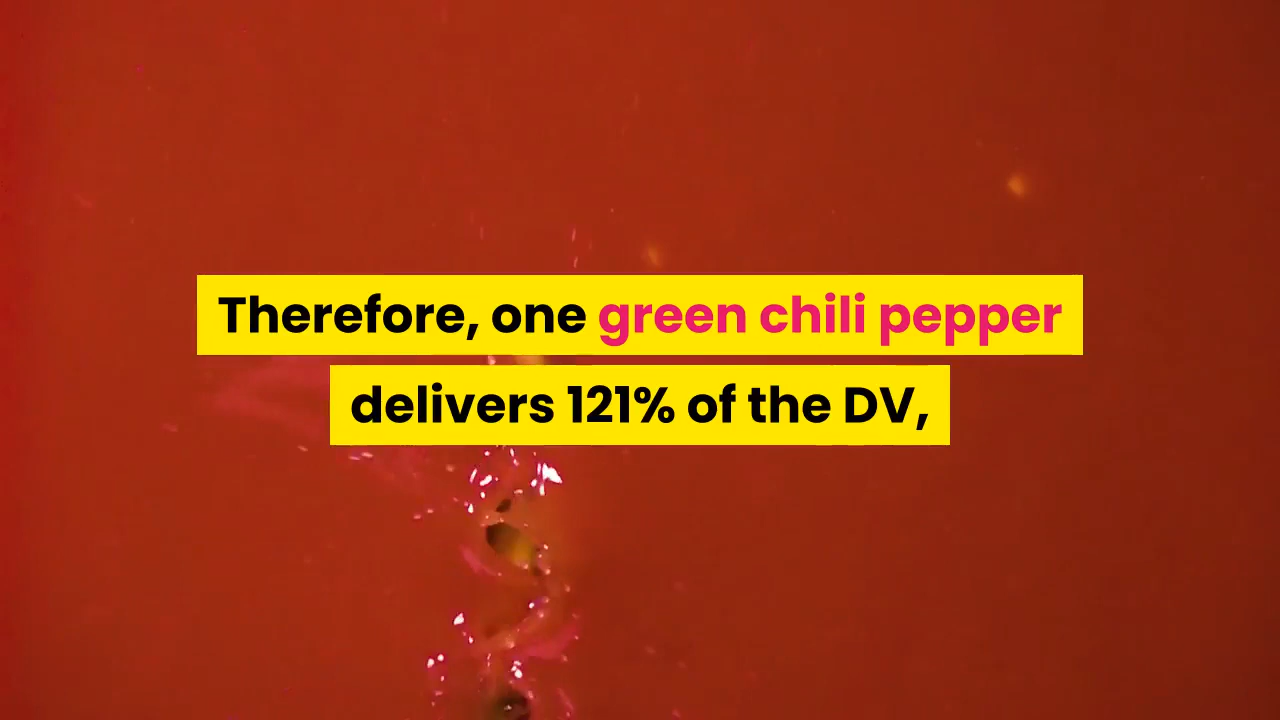 Therefore, one green chili pepper
delivers 121% of the DV,